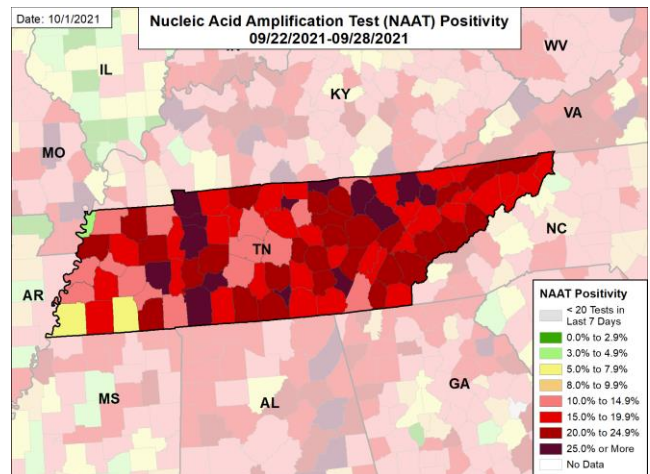 Date: 10/1/2021
Nucleic Acid Amplification Test (NAAT) Positivity
09/22/2021-09/28/2021
IN
WV
IL
KY
VA
MO
TN
NC
AR
MS
AL
GA
NAAT Positivity
< 20 Tests in
Last 7 Days
0.0% to 2.9%
3.0% to 4.9%
5.0% to 7.9%
8.0% to 9.9%
10.0% to 14.9%
15.0% to 19.9%
20.0% to 24.9%
25.0% or More
No Data